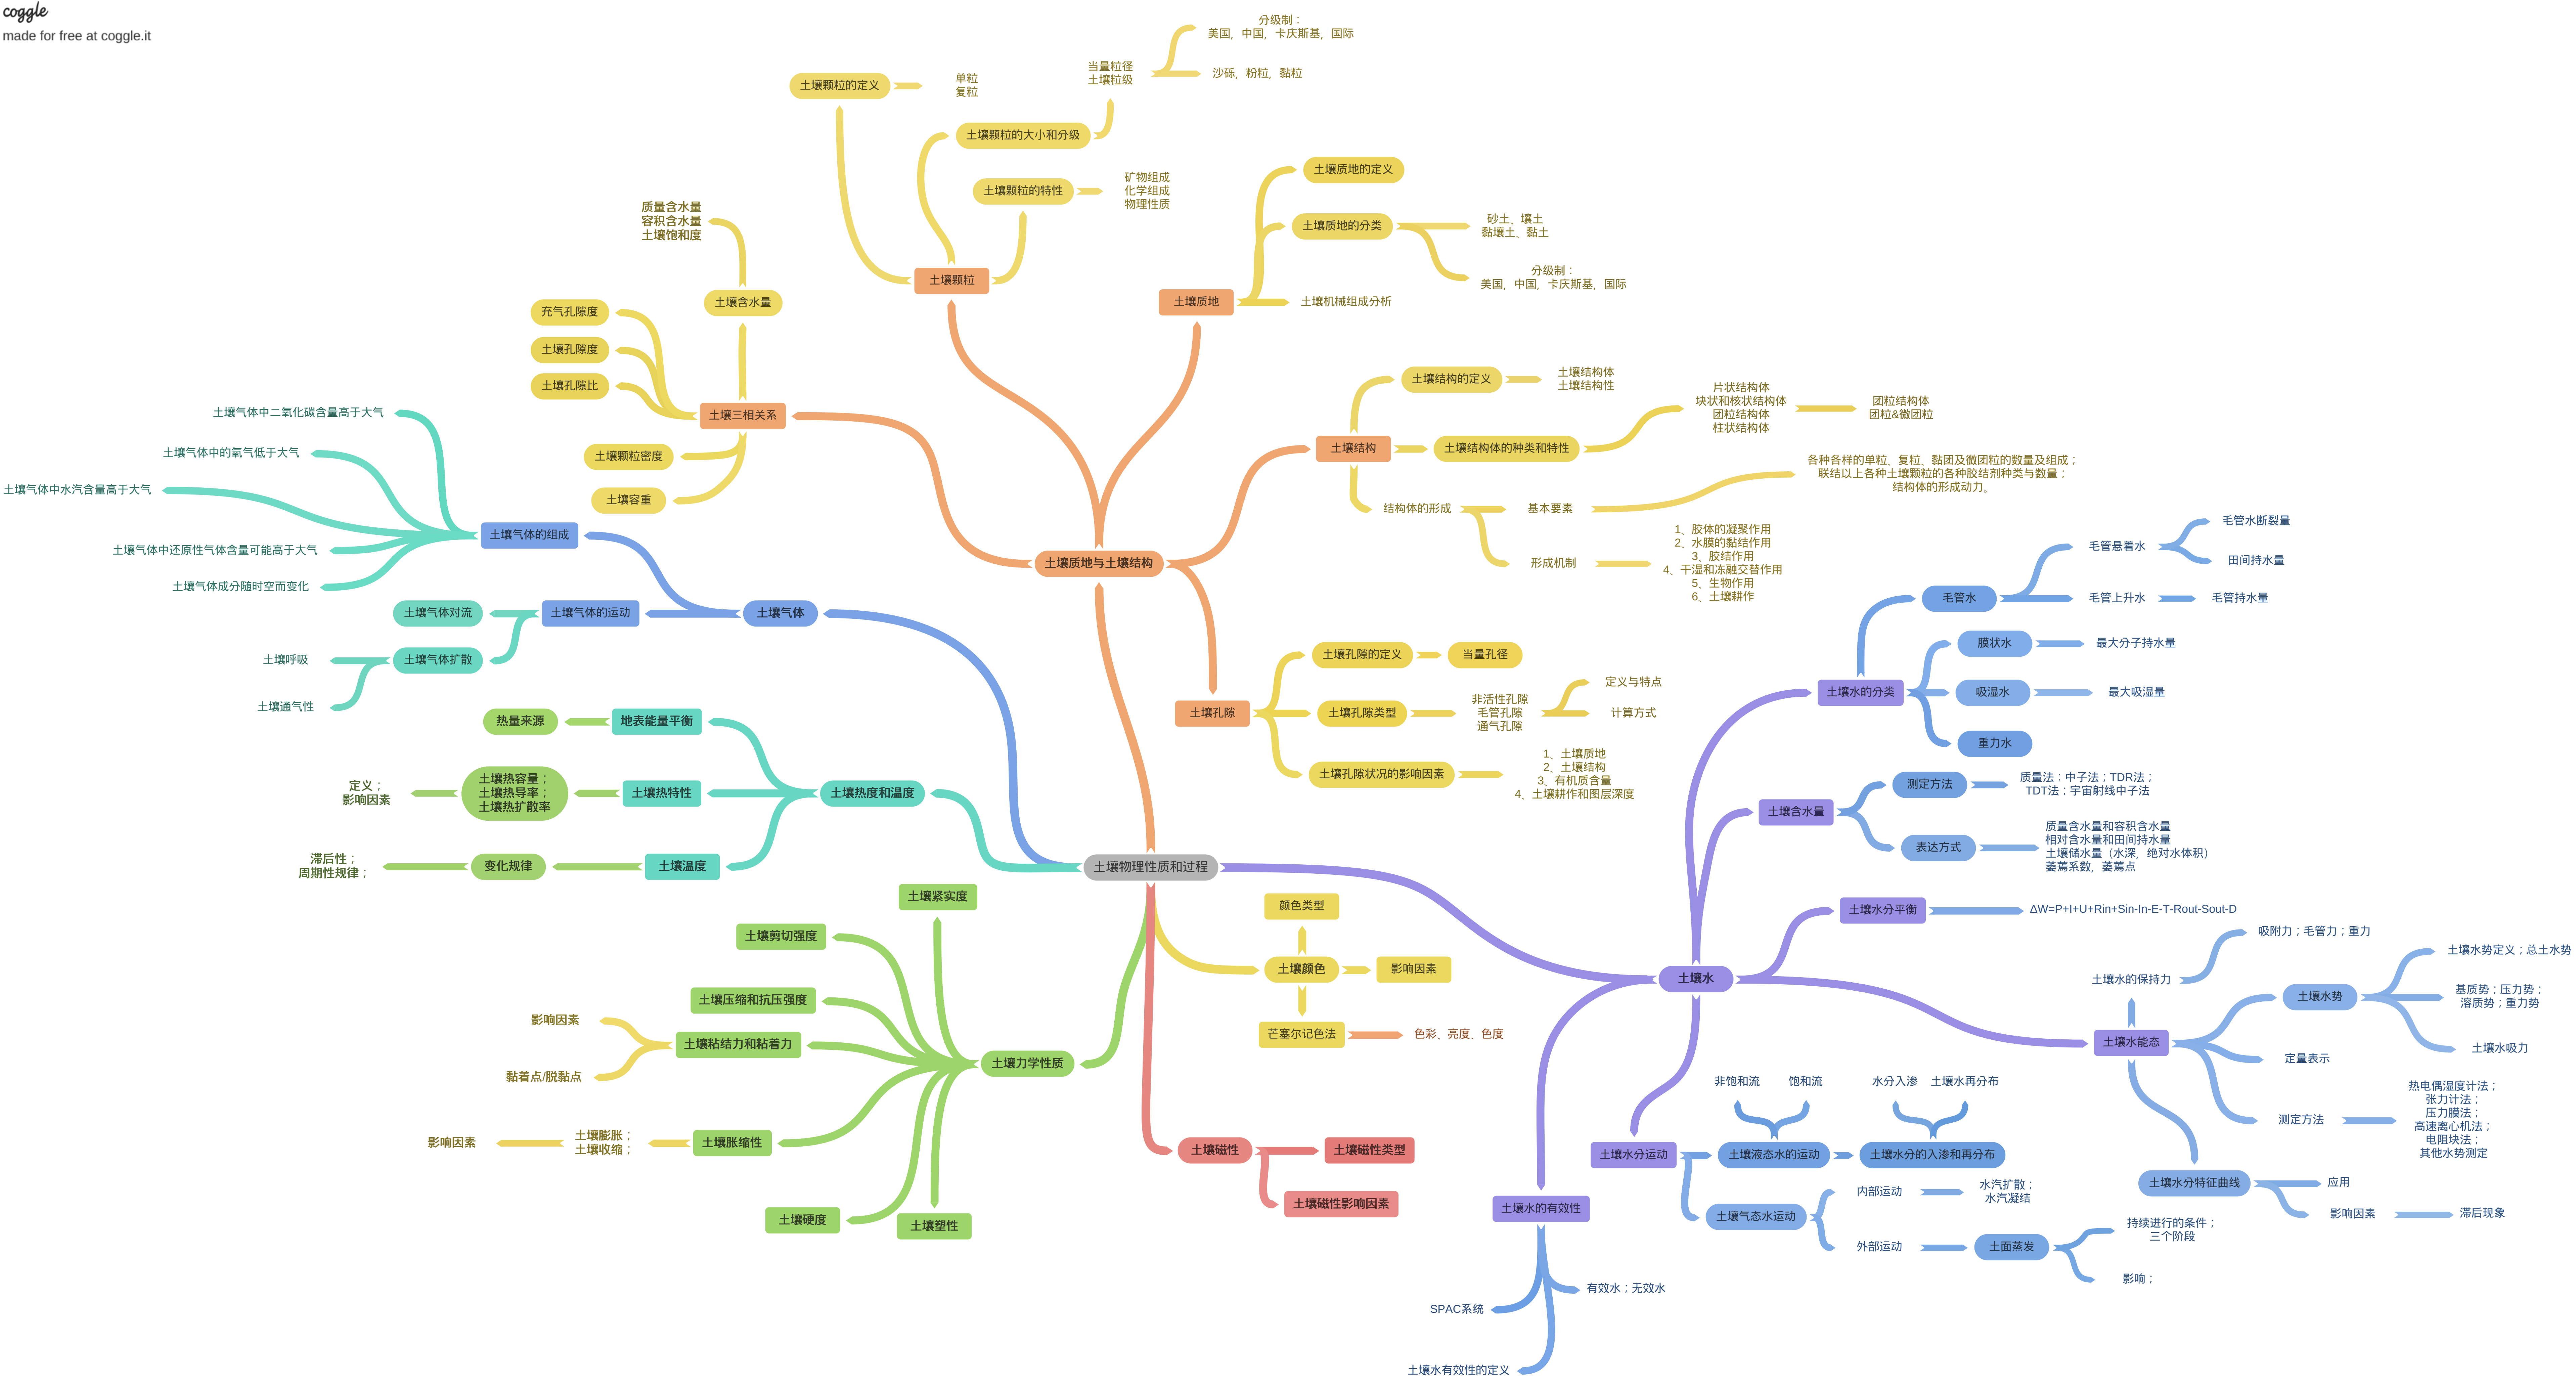 coggle
made for free at coggle.it
土壤物理性质和过程
土壤质地与土壤结构
土壤颗粒
土壤颗粒的定义
单粒
复粒
土壤颗粒的大小和分级
当量粒径
土壤粒级
分级制：
美国，中国，卡庆斯基，国际
沙砾，粉粒，黏粒
土壤颗粒的特性
矿物组成
化学组成
物理性质
土壤质地
土壤质地的定义
土壤质地的分类
砂土、壤土
黏壤土、黏土
分级制：
美国，中国，卡庆斯基，国际
土壤机械组成分析
土壤结构
土壤结构的定义
土壤结构体
土壤结构性
土壤结构体的种类和特性
片状结构体
块状和核状结构体
团粒结构体
柱状结构体
团粒结构体
团粒&微团粒
结构体的形成
基本要素
各种各样的单粒、复粒、黏团及微团粒的数量及组成；
联结以上各种土壤颗粒的各种胶结剂种类与数量；
结构体的形成动力。
形成机制
1、胶体的凝聚作用
2、水膜的黏结作用
3、胶结作用
4、干湿和冻融交替作用
5、生物作用
6、土壤耕作
土壤孔隙
土壤孔隙的定义
当量孔径
土壤孔隙类型
非活性孔隙
毛管孔隙
通气孔隙
定义与特点
计算方式
土壤孔隙状况的影响因素
1、土壤质地
2、土壤结构
3、有机质含量
4、土壤耕作和图层深度
土壤三相关系
土壤含水量
质量含水量
容积含水量
土壤饱和度
充气孔隙度
土壤孔隙度
土壤孔隙比
土壤颗粒密度
土壤容重
土壤气体
土壤气体的组成
土壤气体中二氧化碳含量高于大气
土壤气体中的氧气低于大气
土壤气体中水汽含量高于大气
土壤气体中还原性气体含量可能高于大气
土壤气体成分随时空而变化
土壤气体的运动
土壤气体对流
土壤气体扩散
土壤呼吸
土壤通气性
土壤热度和温度
地表能量平衡
热量来源
土壤热特性
土壤热容量；
土壤热导率；
土壤热扩散率
定义；
影响因素
土壤温度
变化规律
滞后性；
周期性规律；
土壤力学性质
土壤紧实度
土壤剪切强度
土壤压缩和抗压强度
土壤粘结力和粘着力
影响因素
黏着点/脱黏点
土壤胀缩性
土壤膨胀；
土壤收缩；
影响因素
土壤硬度
土壤塑性
土壤颜色
颜色类型
影响因素
芒塞尔记色法
色彩、亮度、色度
土壤磁性
土壤磁性类型
土壤磁性影响因素
土壤水
土壤水的分类
毛管水
毛管悬着水
毛管水断裂量
田间持水量
毛管上升水
毛管持水量
膜状水
最大分子持水量
吸湿水
最大吸湿量
重力水
土壤含水量
测定方法
质量法；中子法；TDR法；
TDT法；宇宙射线中子法
表达方式
质量含水量和容积含水量
相对含水量和田间持水量
土壤储水量（水深，绝对水体积）
萎蔫系数，萎蔫点
土壤水分平衡
ΔW=P+I+U+Rin+Sin-In-E-T-Rout-Sout-D
土壤水能态
土壤水的保持力
吸附力；毛管力；重力
土壤水势
土壤水势定义；总土水势
基质势；压力势；
溶质势；重力势
土壤水吸力
定量表示
测定方法
热电偶湿度计法；
张力计法；
压力膜法；
高速离心机法；
电阻块法；
其他水势测定
土壤水分特征曲线
应用
影响因素
滞后现象
土壤水分运动
土壤液态水的运动
非饱和流
饱和流
土壤水分的入渗和再分布
水分入渗
土壤水再分布
土壤气态水运动
内部运动
水汽扩散；
水汽凝结
外部运动
土面蒸发
持续进行的条件；
三个阶段
影响；
土壤水的有效性
有效水；无效水
SPAC系统
土壤水有效性的定义